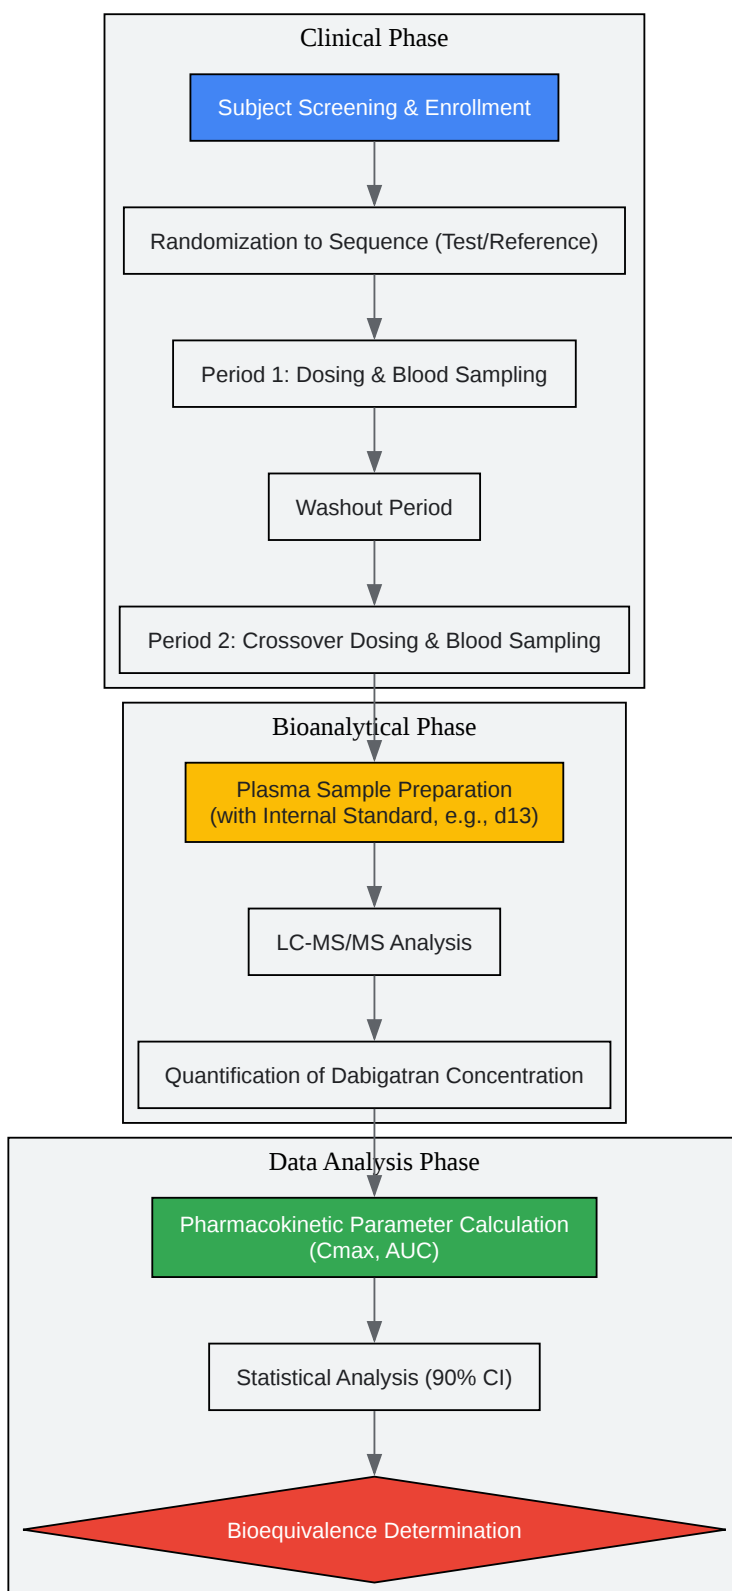 Clinical Phase
Subject Screening & Enrollment
Randomization to Sequence (Test/Reference)
Period 1: Dosing & Blood Sampling
Washout Period
Period 2: Crossover Dosing & Blood Sampling
Bioanalytical Phase
Plasma Sample Preparation
(with Internal Standard, e.g., d13)
LC-MS/MS Analysis
Quantification of Dabigatran Concentration
Data Analysis Phase
Pharmacokinetic Parameter Calculation
(Cmax, AUC)
Statistical Analysis (90% CI)
Bioequivalence Determination